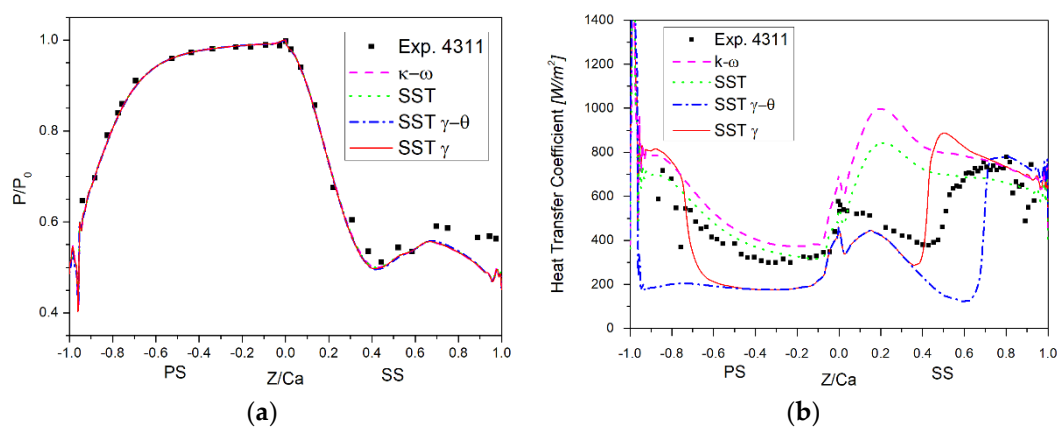 (a)
P/P0
1.0
0.8
0.6
0.4
Exp. 4311
κ-ω
SST
SST γ-θ
SST γ
-1.0 -0.8 -0.6 -0.4 -0.2 0.0 0.2 0.4 0.6 0.8 1.0
PS Z/Ca SS
(a)
Heat Transfer Coefficient [W/m²]
1400
1200
1000
800
600
400
200
0
Exp. 4311
k-ω
SST
SST γ-θ
SST γ
-1.0 -0.8 -0.6 -0.4 -0.2 0.0 0.2 0.4 0.6 0.8 1.0
PS Z/Ca SS
(b)
(b)